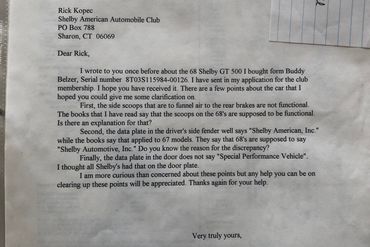 Rick Kopec
Shelby American Automobile Club
PO Box 788
Sharon, CT 06069
Dear Rick,
I wrote to you once before about the 68 Shelby GT 500 I bought form Buddy
Belzer, Serial number 8T03S115984-00126. I have sent in my application for the club
membership. I hope you have received it. There are a few points about the car that I
hoped you could give me some clarification on.
First, the side scoops that are to funnel air to the rear brakes are not functional.
The books that I have read say that the scoops on the 68's are supposed to be functional.
Is there an explanation for that?
Second, the data plate in the driver's side fender well says "Shelby American, Inc."
while the books say that applied to 67 models. They say that 68's are supposed to say
"Shelby Automotive, Inc." Do you know the reason for the discrepancy?
Finally, the data plate in the door does not say "Special Performance Vehicle".
I thought all Shelby's had that on the door plate.
I am more curious than concerned about these points but any help you can be on
clearing up these points will be appreciated. Thanks again for your help.
Very truly yours,